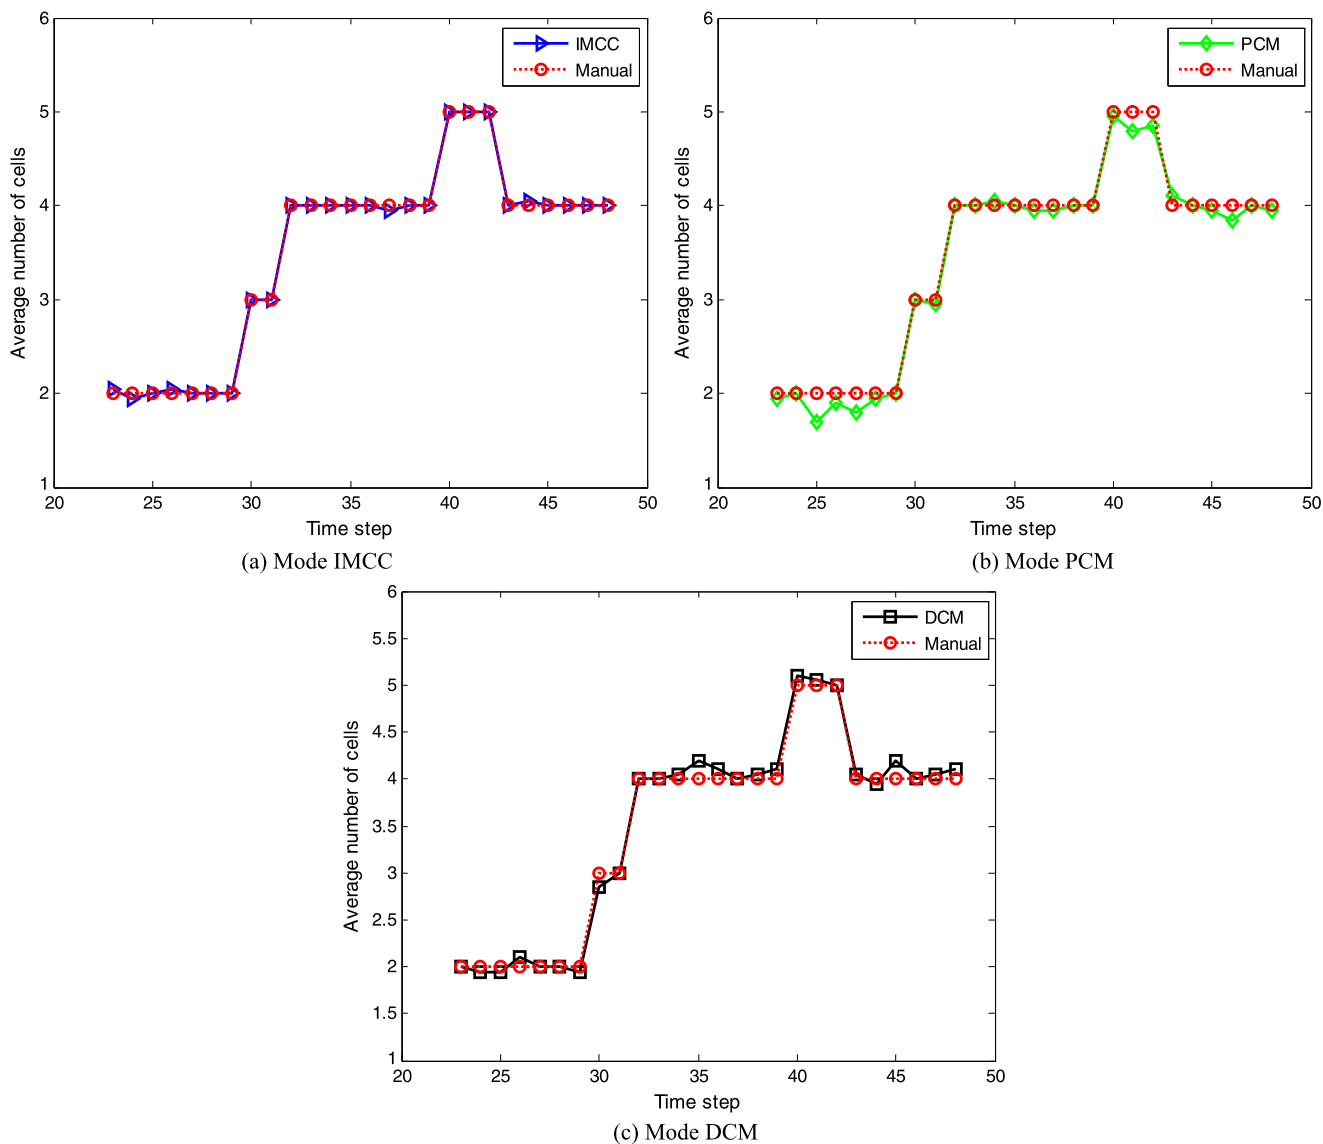 6
5
4
3
2
1
20
25
30
35
40
45
50
Average number of cells
Time step
IMCC
Manual
(a) Mode IMCC
6
5
4
3
2
1
20
25
30
35
40
45
50
Average number of cells
Time step
PCM
Manual
(b) Mode PCM
6
5.5
5
4.5
4
3.5
3
2.5
2
1.5
1
20
25
30
35
40
45
50
Average number of cells
Time step
DCM
Manual
(c) Mode DCM